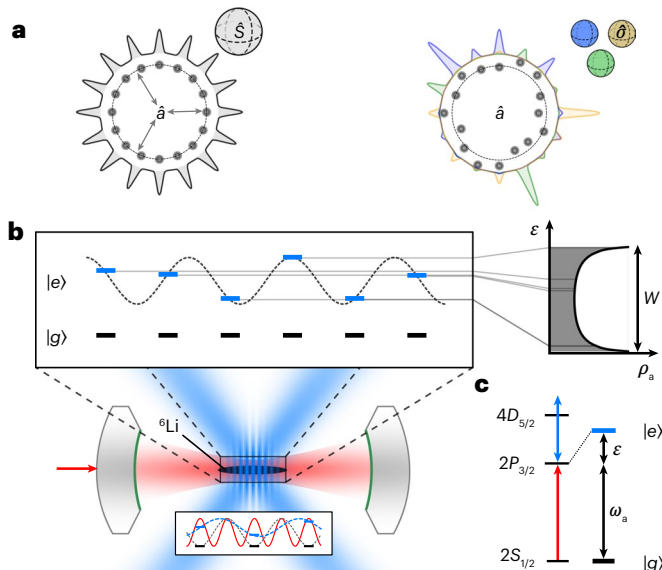 a
Ŝ
â
â
σ̂
b
|e⟩
|g⟩
ε
W
ρa
⁶Li
c
4D5/2
2P3/2
2S1/2
|e⟩
ε
ωa
|g⟩